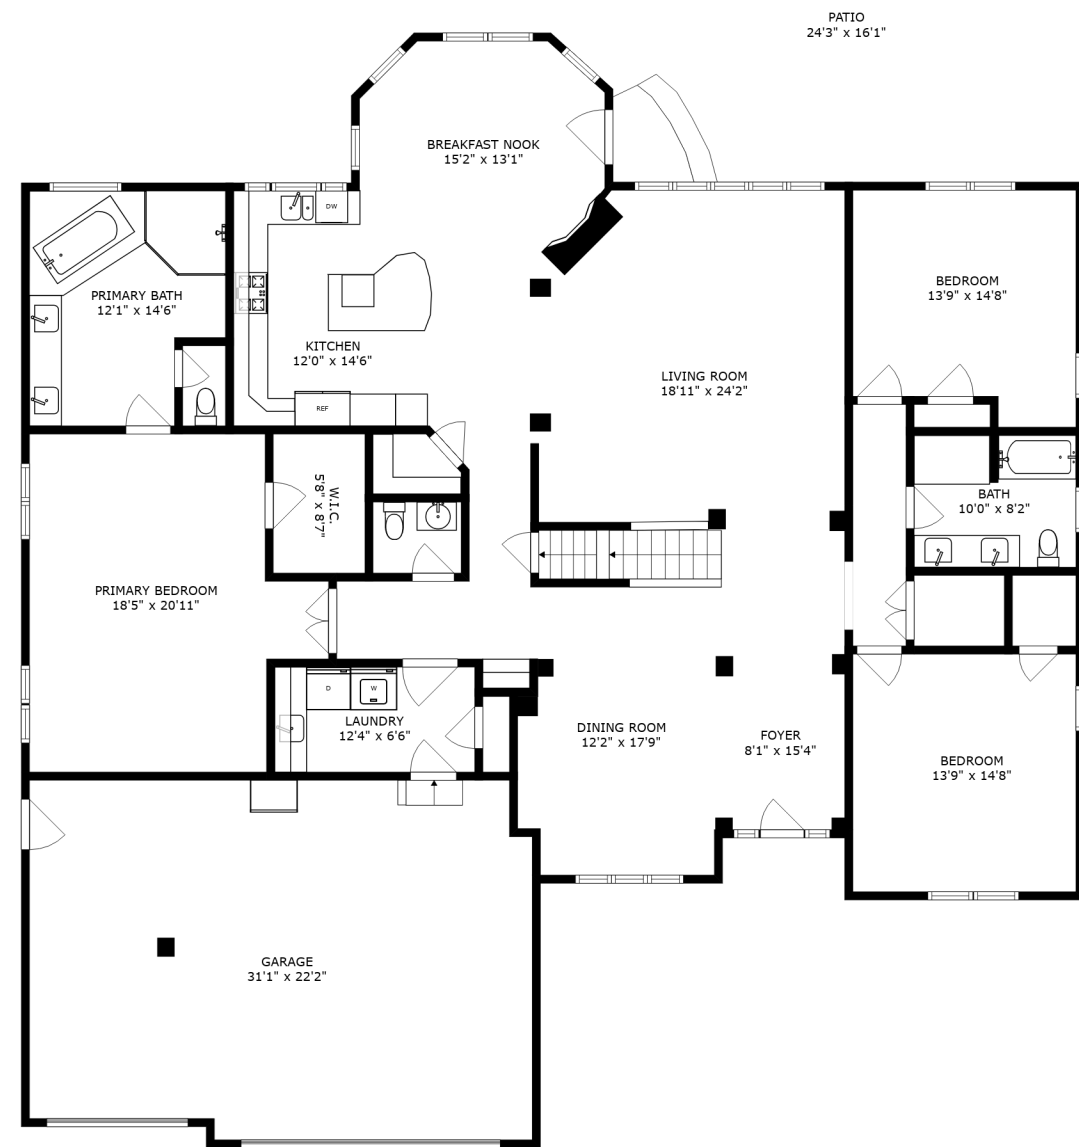 PATIO
24'3" x 16'1"
BREAKFAST NOOK
15'2" x 13'1"
DW
PRIMARY BATH
12'1" x 14'6"
BEDROOM
13'9" x 14'8"
KITCHEN
12'0" x 14'6"
LIVING ROOM
18'11" x 24'2"
REF
W.I.C.
5'8" x 8'7"
BATH
10'0" x 8'2"
PRIMARY BEDROOM
18'5" x 20'11"
D
W
LAUNDRY
12'4" x 6'6"
DINING ROOM
12'2" x 17'9"
FOYER
8'1" x 15'4"
BEDROOM
13'9" x 14'8"
GARAGE
31'1" x 22'2"